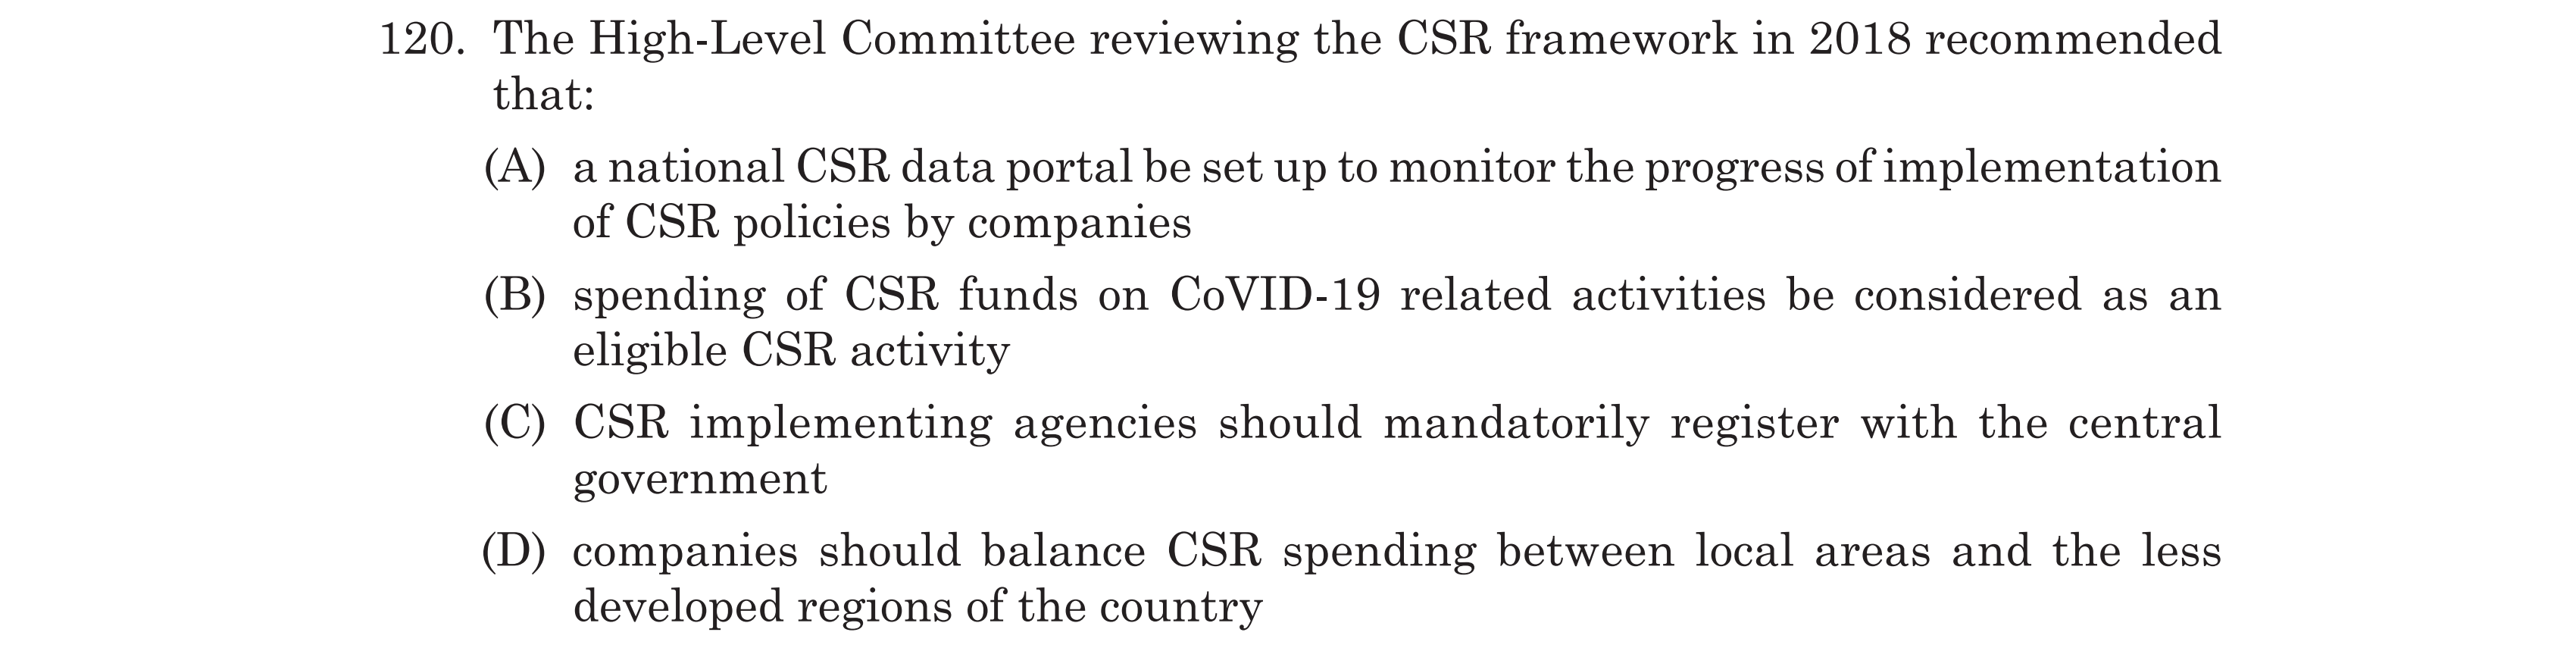 120. The High-Level Committee reviewing the CSR framework in 2018 recommended
that:
(A) a national CSR data portal be set up to monitor the progress of implementation
of CSR policies by companies
(B) spending of CSR funds on CoVID-19 related activities be considered as an
eligible CSR activity
(C) CSR implementing agencies should mandatorily register with the central
government
(D) companies should balance CSR spending between local areas and the less
developed regions of the country